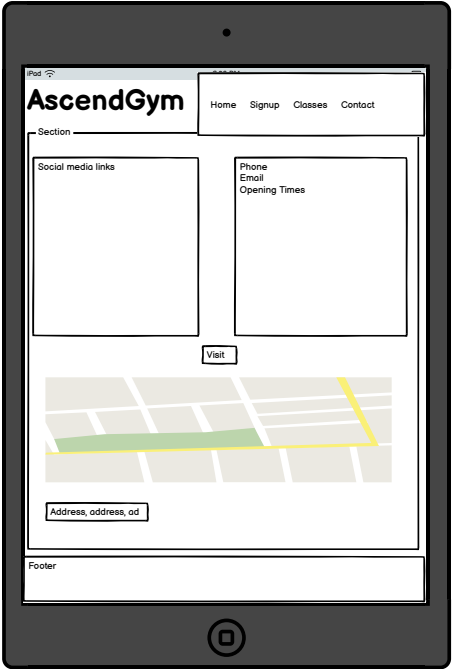 iPad
AscendGym
Home Signup Classes Contact
Section
Social media links
Phone
Email
Opening Times
Visit
Address, address, ad
Footer